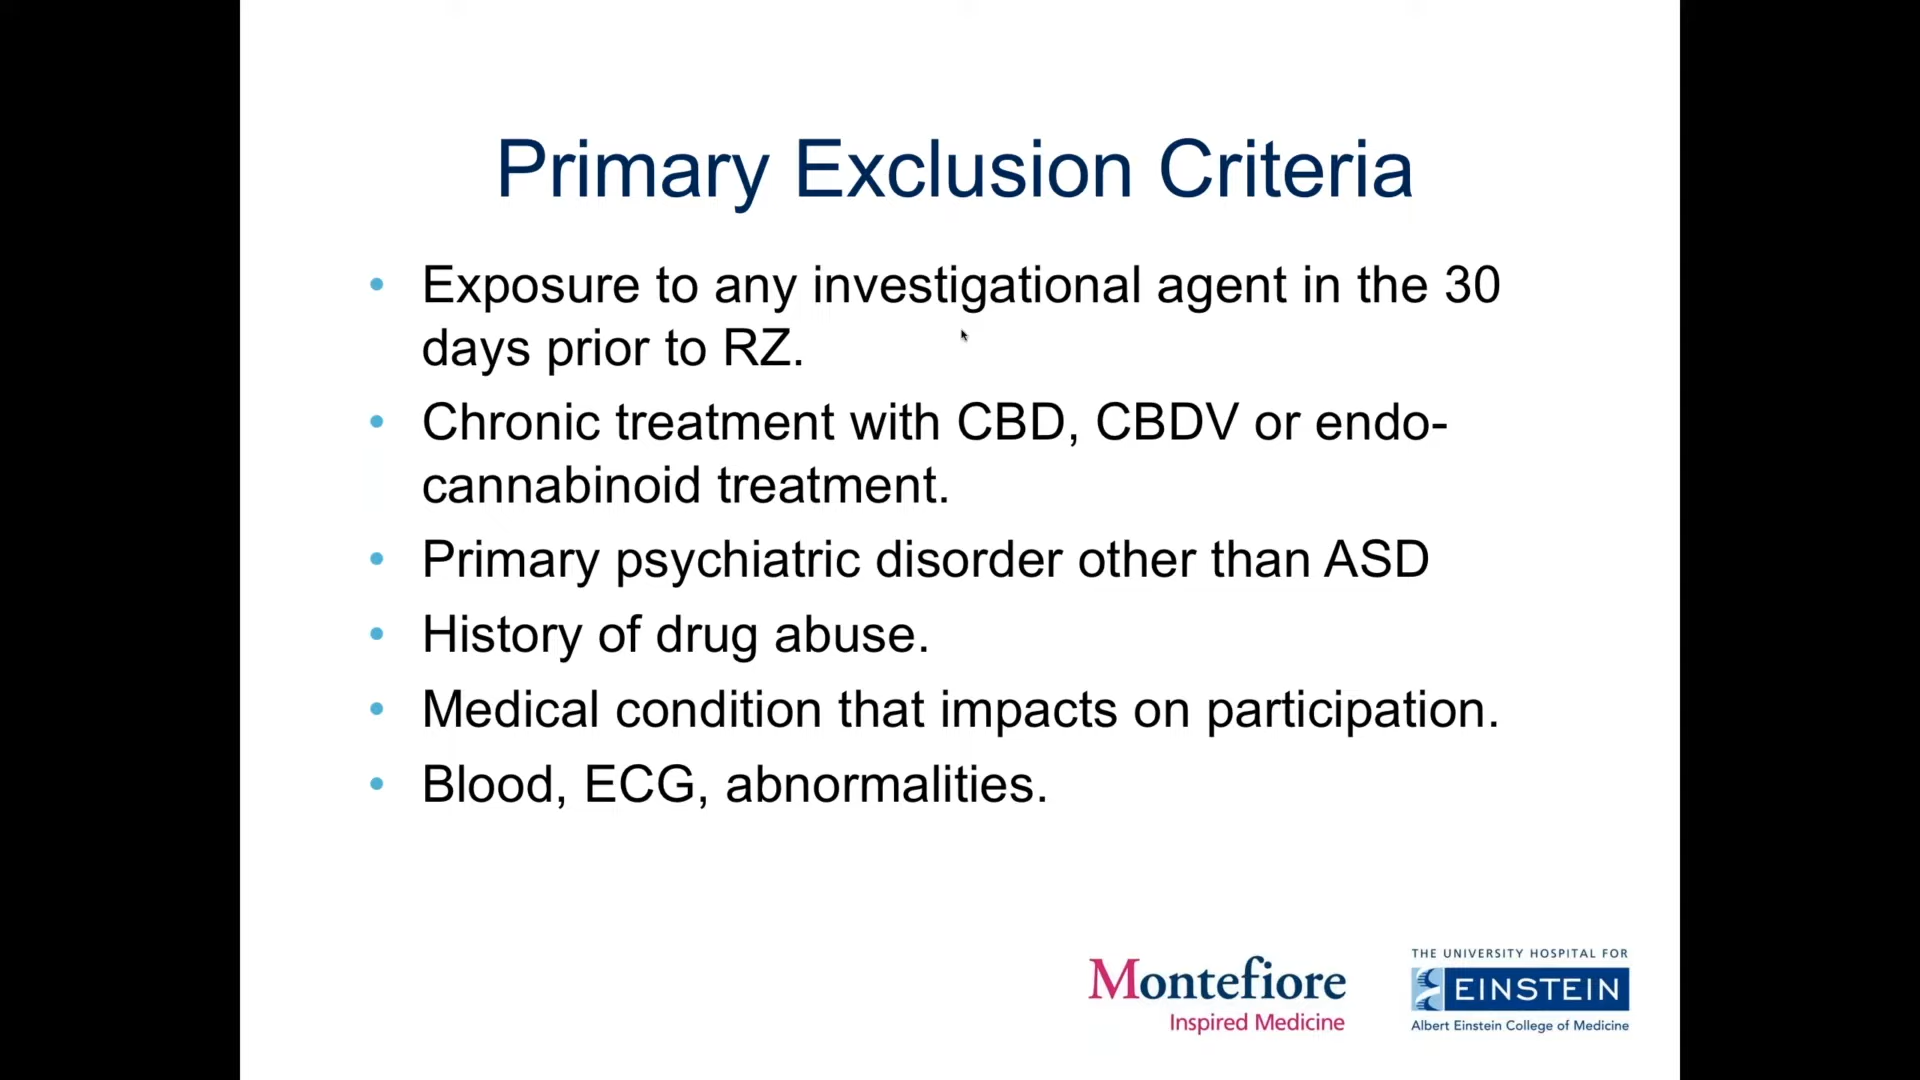 Primary Exclusion Criteria
• Exposure to any investigational agent in the 30
days prior to RZ.
• Chronic treatment with CBD, CBDV or endo-
cannabinoid treatment.
• Primary psychiatric disorder other than ASD
• History of drug abuse.
• Medical condition that impacts on participation.
• Blood, ECG, abnormalities.
Montefiore
Inspired Medicine
THE UNIVERSITY HOSPITAL FOR
EINSTEIN
Albert Einstein College of Medicine